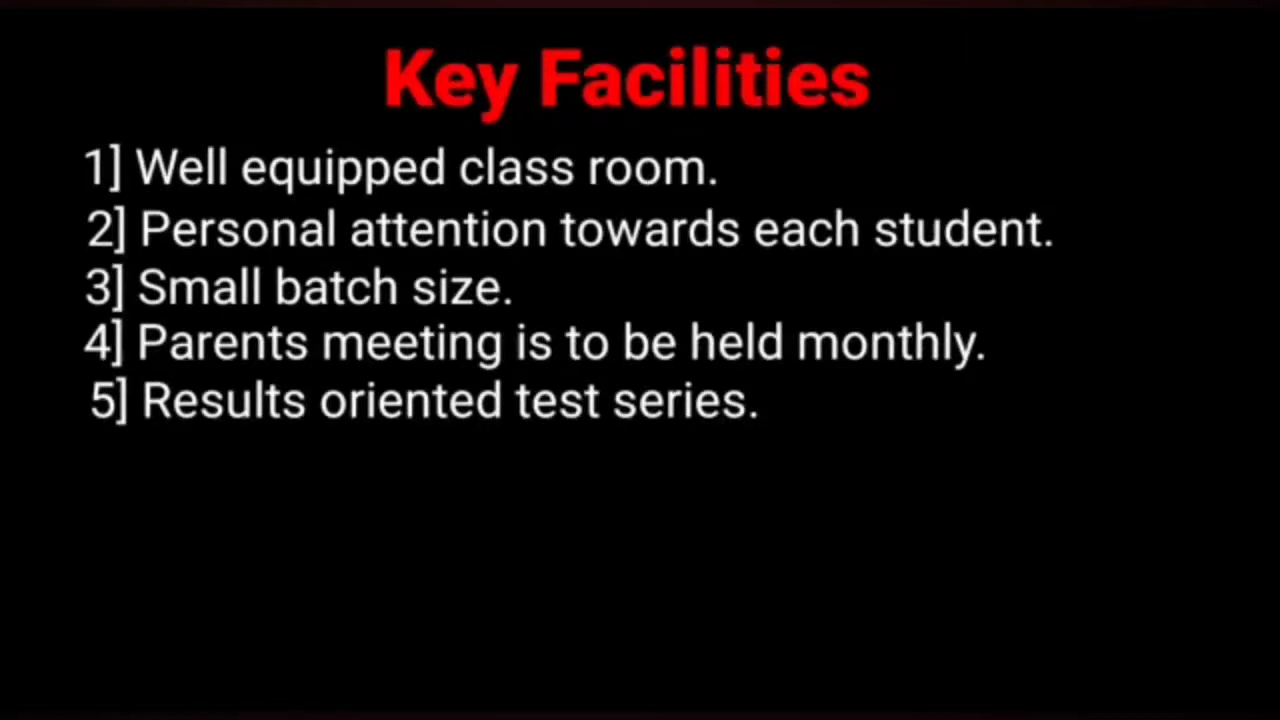 Key Facilities
1] Well equipped class room.
2] Personal attention towards each student.
3] Small batch size.
4] Parents meeting is to be held monthly.
5] Results oriented test series.